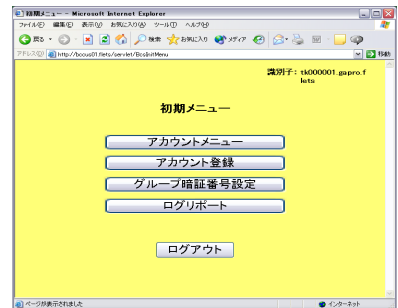 初期メニュー - Microsoft Internet Explorer
ファイル(F) 編集(E) 表示(V) お気に入り(A) ツール(T) ヘルプ(H)
戻る 検索 お気に入り メディア
アドレス(D) http://bccus01.flets/servlet/BcsInitMenu 移動
識別子: tk000001.gapro.f
lets
初期メニュー
アカウントメニュー
アカウント登録
グループ暗証番号設定
ログリポート
ログアウト
ページが表示されました インターネット